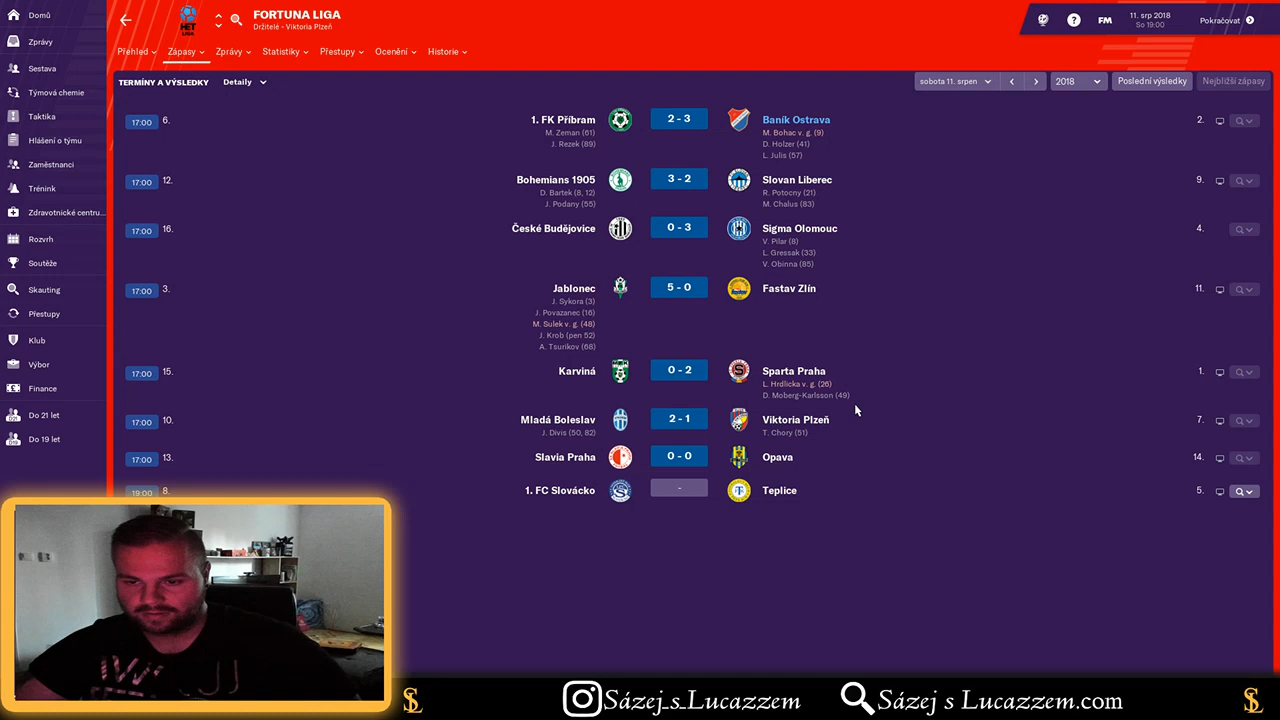 Domů
Zprávy
Sestava
Týmová chemie
Taktika
Hlášení o týmu
Zaměstnanci
Trénink
Zdravotnické centru...
Rozvrh
Soutěže
Skauting
Přestupy
Klub
Výbor
Finance
Do 21 let
Do 19 let
HET LIGA
FORTUNA LIGA
Držitelé - Viktoria Plzeň
? FM 11. srp 2018 So 19:00 Pokračovat
Přehled Zápasy Zprávy Statistiky Přestupy Ocenění Historie
TERMÍNY A VÝSLEDKY Detaily sobota 11. srpen 2018 Poslední výsledky Nejbližší zápasy
17:00 6. 1. FK Příbram 2 - 3 Baník Ostrava 2.
M. Zeman (61) M. Bohac v. g. (9)
J. Rezek (89) D. Holzer (41)
L. Julis (57)
17:00 12. Bohemians 1905 3 - 2 Slovan Liberec 9.
D. Bartek (8, 12) R. Potocny (21)
J. Podany (55) M. Chalus (83)
17:00 16. České Budějovice 0 - 3 Sigma Olomouc 4.
V. Pilar (8)
L. Gressak (33)
V. Obinna (85)
17:00 3. Jablonec 5 - 0 Fastav Zlín 11.
J. Sykora (3)
J. Povazanec (16)
M. Sulek v. g. (48)
J. Krob (pen 52)
A. Tsurikov (68)
17:00 15. Karviná 0 - 2 Sparta Praha 1.
L. Hrdlicka v. g. (26)
D. Moberg-Karlsson (49)
17:00 10. Mladá Boleslav 2 - 1 Viktoria Plzeň 7.
J. Divis (50, 82) T. Chory (51)
17:00 13. Slavia Praha 0 - 0 Opava 14.
19:00 8. 1. FC Slovácko - Teplice 5.
Sázej_s_Lucazzem Sázej s Lucazzem.com